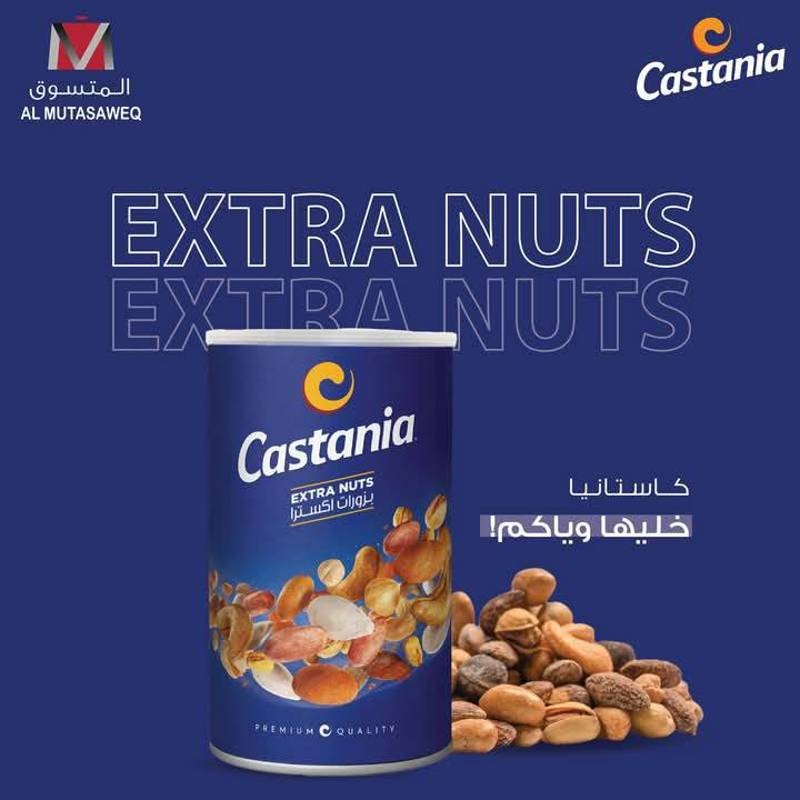 المتسوق
AL MUTASAWEQ
Castania
EXTRA NUTS
EXTRA NUTS
Castania
EXTRA NUTS
بزورات اكسترا
كاستانيا
خليها وياكم!
PREMIUM QUALITY